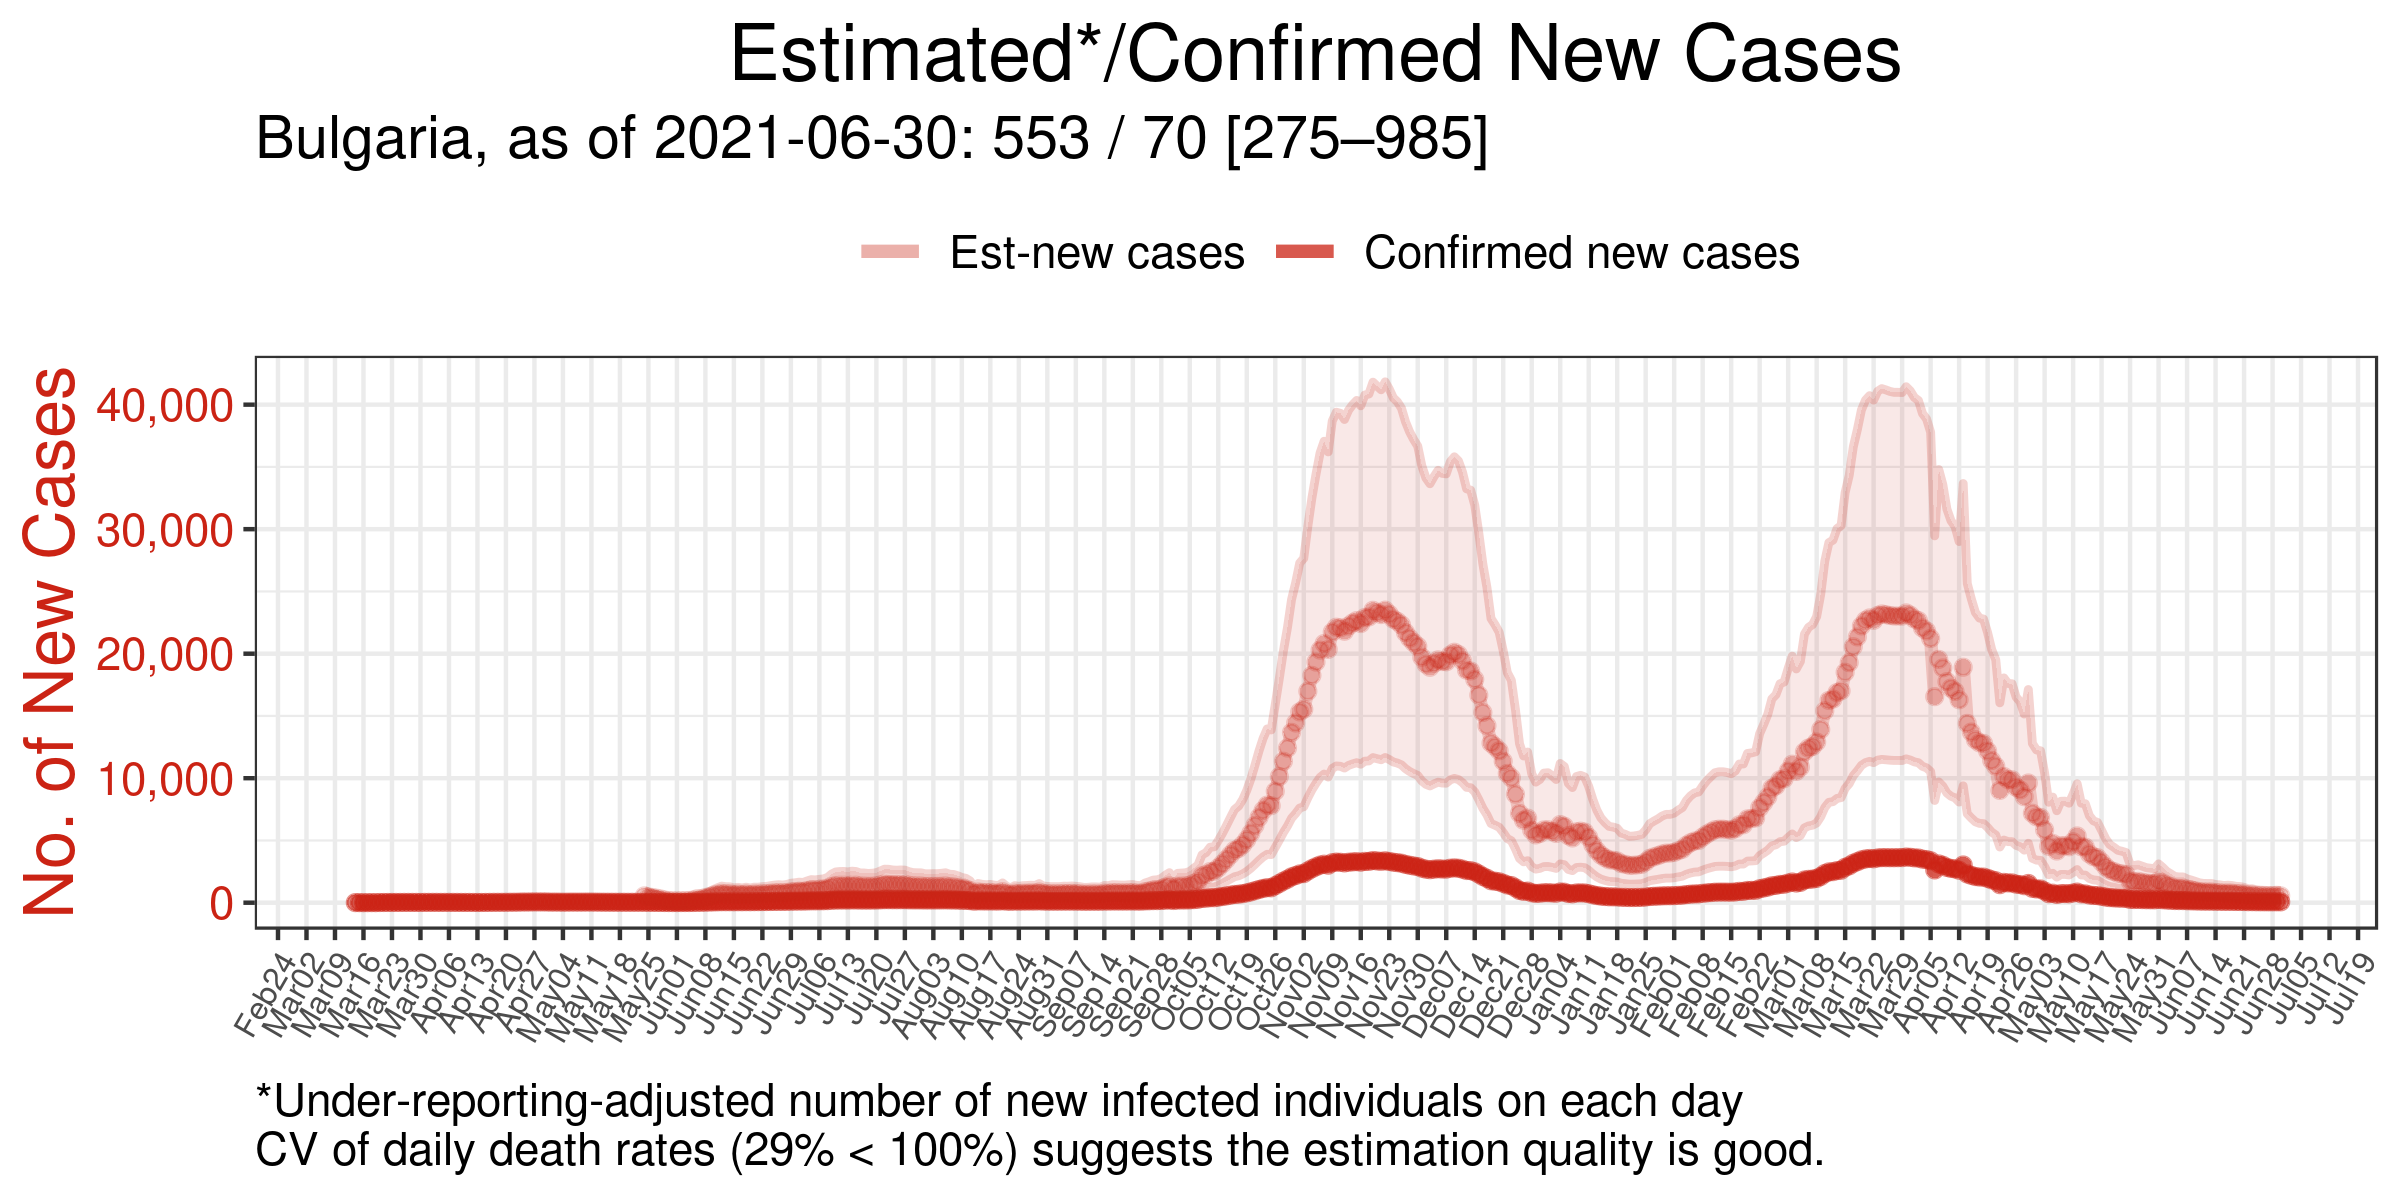 Estimated*/Confirmed New Cases
Bulgaria, as of 2021-06-30: 553 / 70 [275–985]
Est-new cases
Confirmed new cases
No. of New Cases
40,000
30,000
20,000
10,000
0
Feb24
Mar02
Mar09
Mar16
Mar23
Mar30
Apr06
Apr13
Apr20
Apr27
May04
May11
May18
May25
Jun01
Jun08
Jun15
Jun22
Jun29
Jul06
Jul13
Jul20
Jul27
Aug03
Aug10
Aug17
Aug24
Aug31
Sep07
Sep14
Sep21
Sep28
Oct05
Oct12
Oct19
Oct26
Nov02
Nov09
Nov16
Nov23
Nov30
Dec07
Dec14
Dec21
Dec28
Jan04
Jan11
Jan18
Jan25
Feb01
Feb08
Feb15
Feb22
Mar01
Mar08
Mar15
Mar22
Mar29
Apr05
Apr12
Apr19
Apr26
May03
May10
May17
May24
May31
Jun07
Jun14
Jun21
Jun28
Jul05
Jul12
Jul19
*Under-reporting-adjusted number of new infected individuals on each day
CV of daily death rates (29% < 100%) suggests the estimation quality is good.